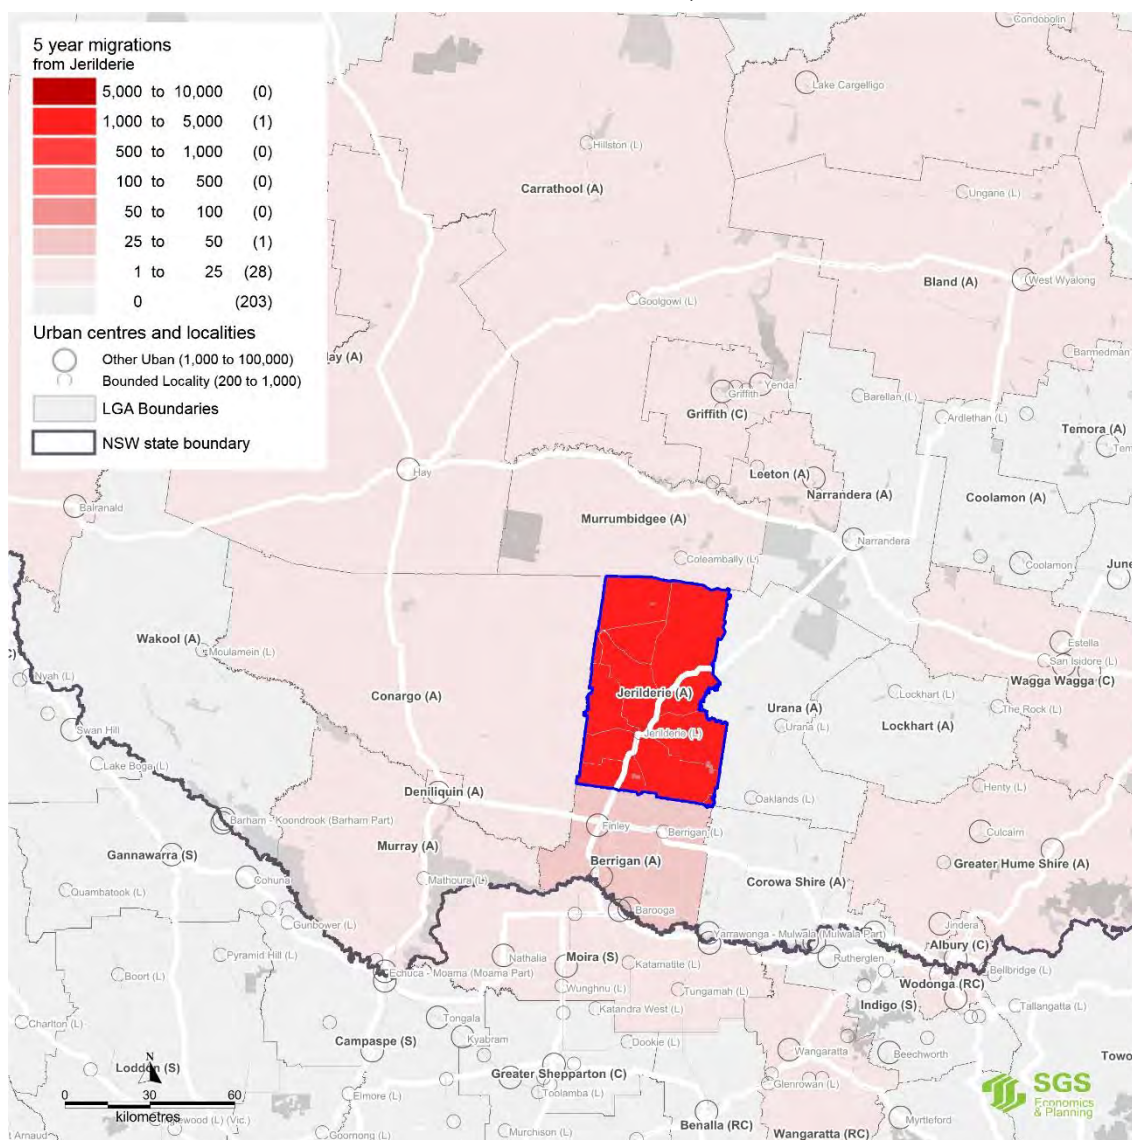 5 year migrations
from Jerilderie
5,000 to 10,000 (0)
1,000 to 5,000 (1)
500 to 1,000 (0)
100 to 500 (0)
50 to 100 (0)
25 to 50 (1)
1 to 25 (28)
0 (203)
Urban centres and localities
Other Uban (1,000 to 100,000)
Bounded Locality (200 to 1,000)
LGA Boundaries
NSW state boundary
Condobolin
Lake Cargelligo
Hillston (L)
Carrathool (A)
Ungarie (L)
Bland (A)
West Wyalong
Goolgowi (L)
Barmedman (L)
ay (A)
Griffith
Yenda
Griffith (C)
Barellan (L)
Ardlethan (L)
Temora (A)
Tem
Hay
Leeton (A)
Narrandera (A)
Coolamon (A)
Balranald
Murrumbidgee (A)
Narrandera
Coleambally (L)
Coolamon (L)
June
Wakool (A)
Moulamein (L)
Estella
San Isidore (L)
Wagga Wagga (C)
Nyah (L)
Conargo (A)
Jerilderie (A)
Urana (A)
Lockhart (L)
The Rock (L)
Lockhart (A)
Swan Hill
Jerilderie (L)
Urana (L)
Lake Boga (L)
Deniliquin (A)
Oaklands (L)
Henty (L)
Barham - Koondrook (Barham Part)
Finley
Berrigan (L)
Culcairn
Gannawarra (S)
Murray (A)
Berrigan (A)
Greater Hume Shire (A)
Cohuna
Mathoura (L)
Corowa Shire (A)
Quambatook (L)
Gunbower (L)
Barooga
Jindera
Yarrawonga - Mulwala (Mulwala Part)
Albury (C)
Pyramid Hill (L)
Nathalia
Moira (S)
Katamatite (L)
Rutherglen
Boort (L)
Echuca - Moama (Moama Part)
Bellbridge (L)
Wunghnu (L)
Tungamah (L)
Wodonga (RC)
Indigo (S)
Tallangatta (L)
Charlton (L)
Tongala
Katandra West (L)
Campaspe (S)
Kyabram
Dookie (L)
Wangaratta
Beechworth
Towo
Loddon (S)
N
Greater Shepparton (C)
Glenrowan (L)
0 30 60
kilometres
Elmore (L)
Toolamba (L)
Myrtleford
Arnaud
ewood (L) (Vic.)
Goornong (L)
Murchison (L)
Benalla (RC)
Wangaratta (RC)
SGS
Economics
& Planning